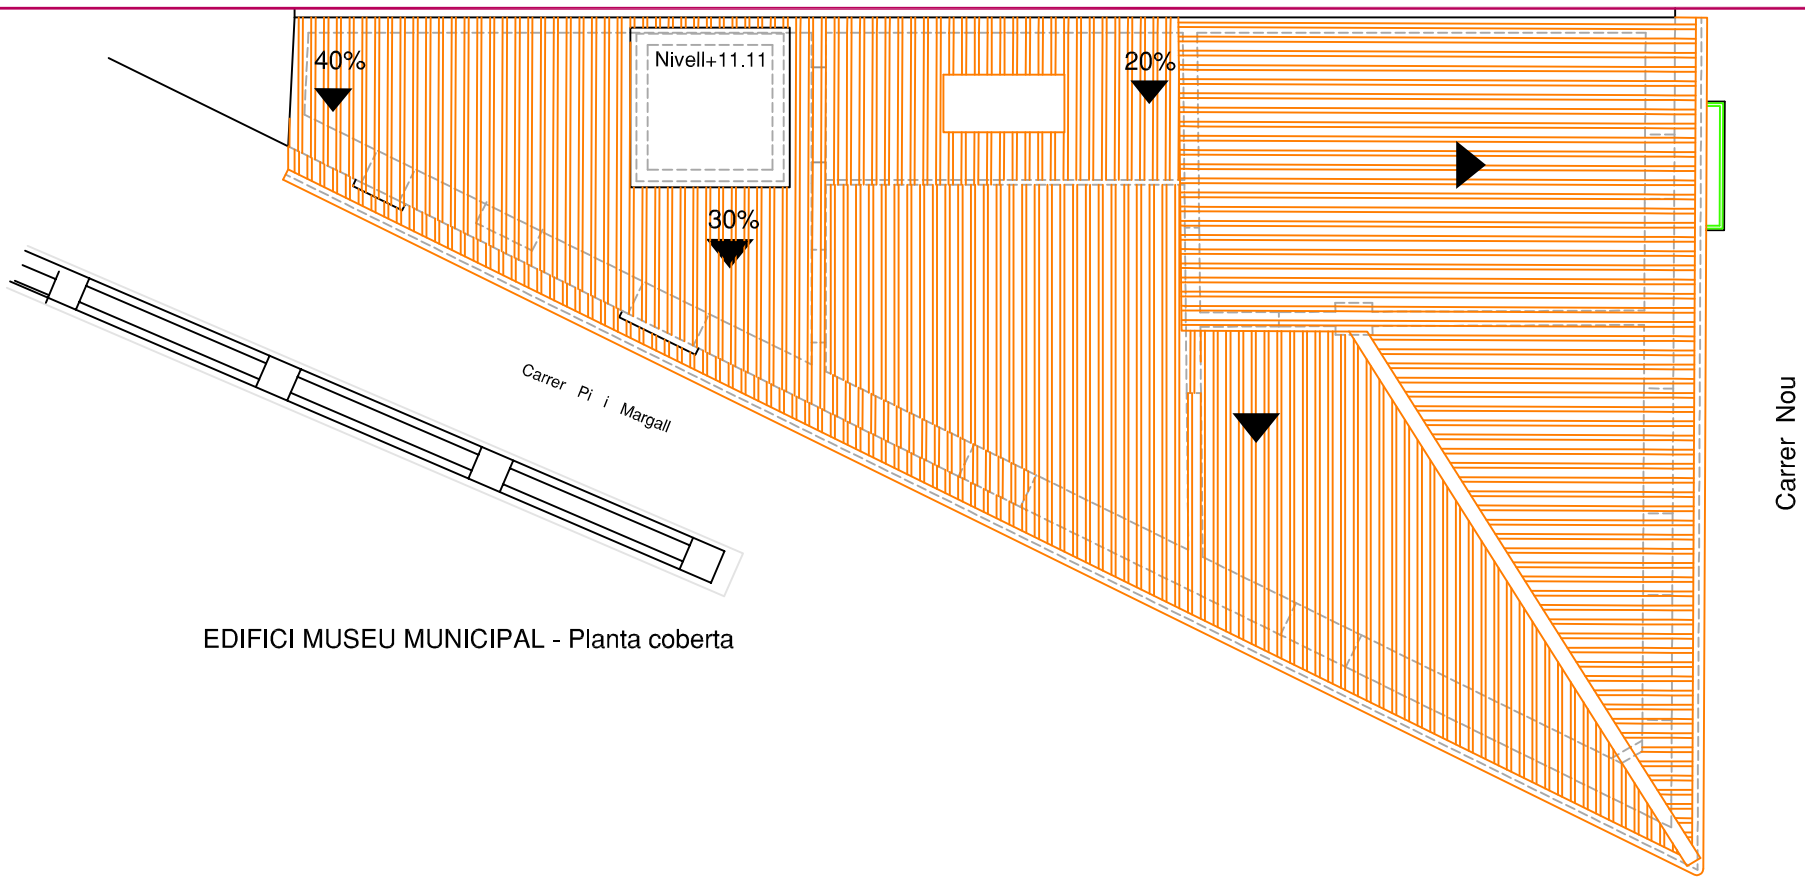 40%
Nivell+11.11
20%
30%
Carrer Pi i Margall
Carrer Nou
EDIFICI MUSEU MUNICIPAL - Planta coberta